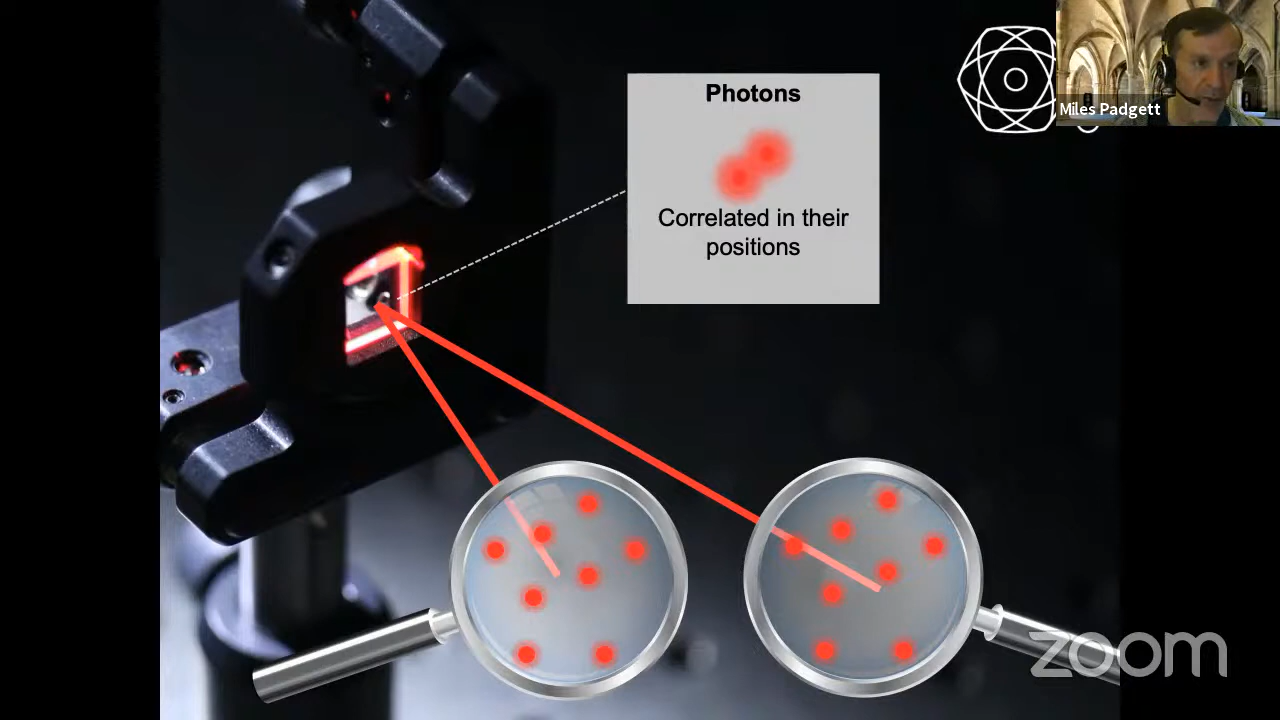 Photons
Correlated in their
positions
Miles Padgett
zoom